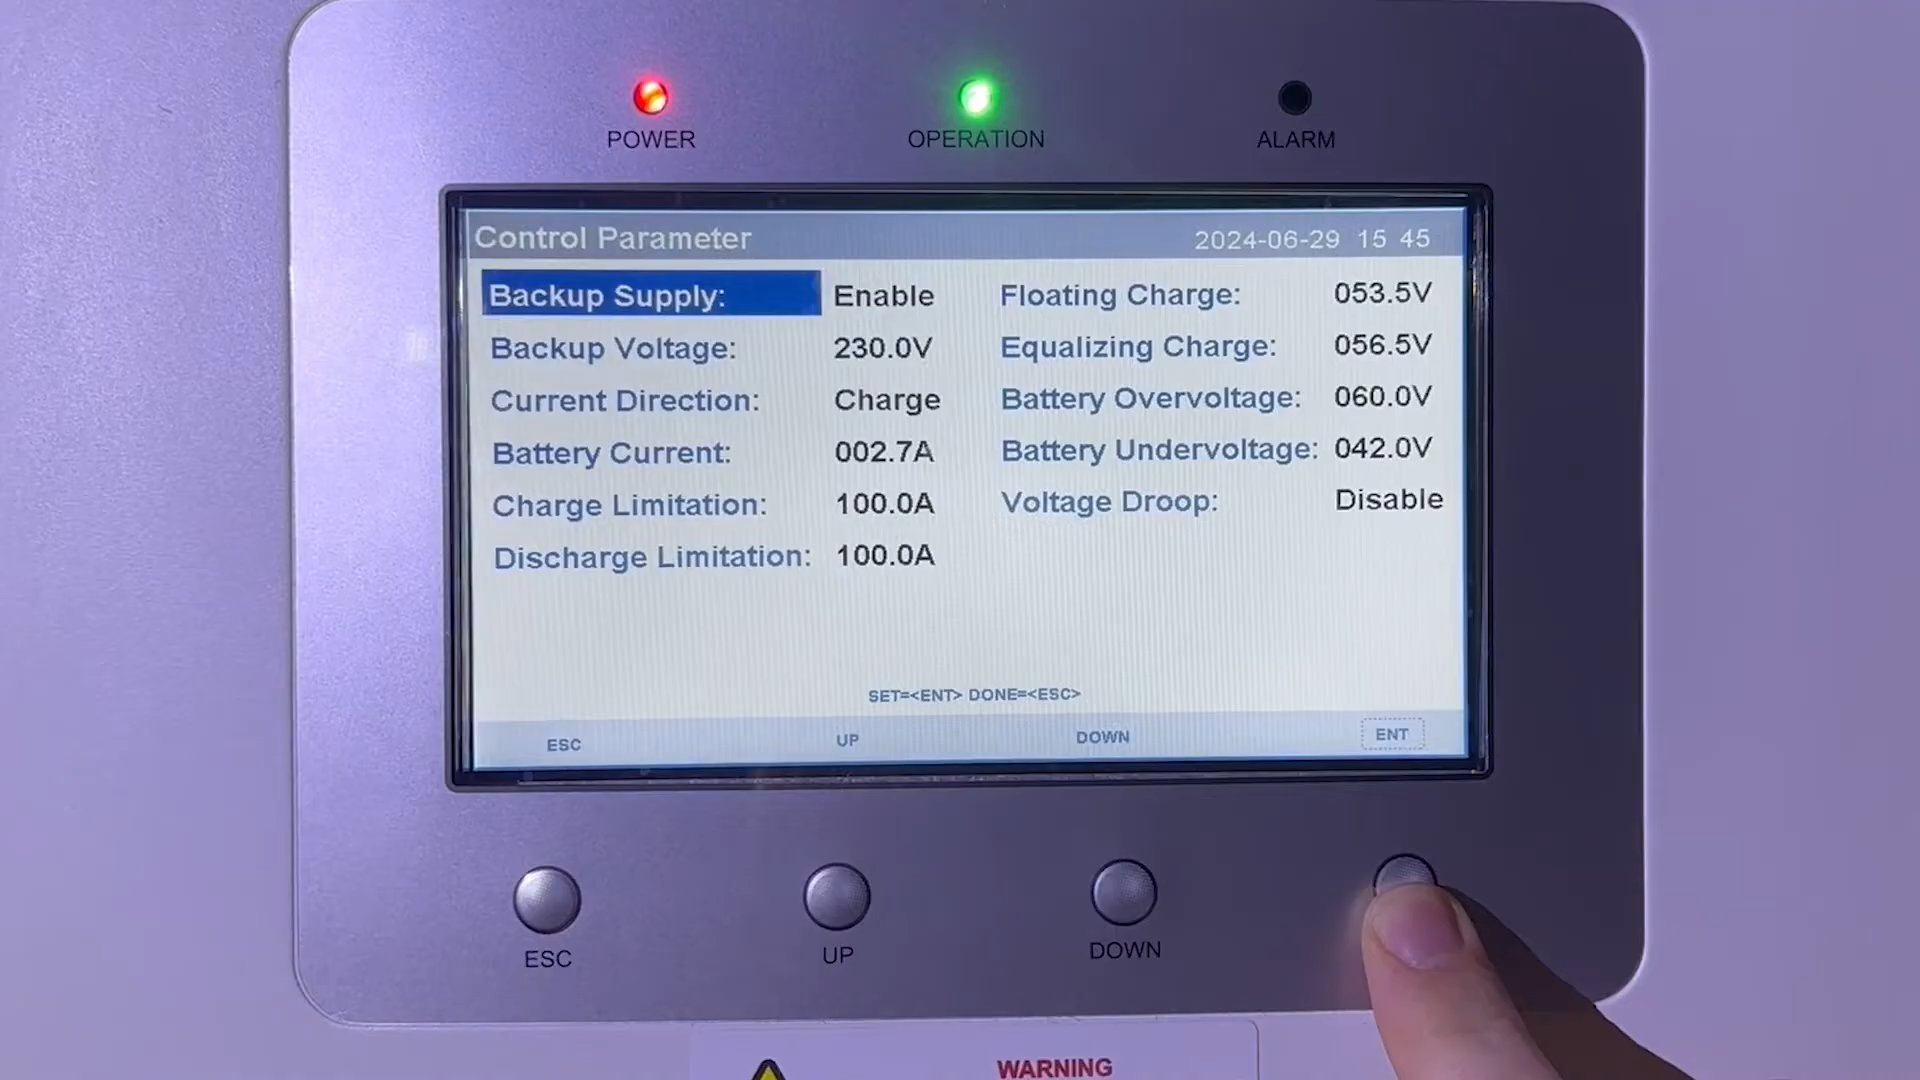 POWER
OPERATION
ALARM
Control Parameter 2024-06-29 15 45
Backup Supply: Enable Floating Charge: 053.5V
Backup Voltage: 230.0V Equalizing Charge: 056.5V
Current Direction: Charge Battery Overvoltage: 060.0V
Battery Current: 002.7A Battery Undervoltage: 042.0V
Charge Limitation: 100.0A Voltage Droop: Disable
Discharge Limitation: 100.0A
SET=<ENT> DONE=<ESC>
ESC UP DOWN ENT
ESC
UP
DOWN
WARNING